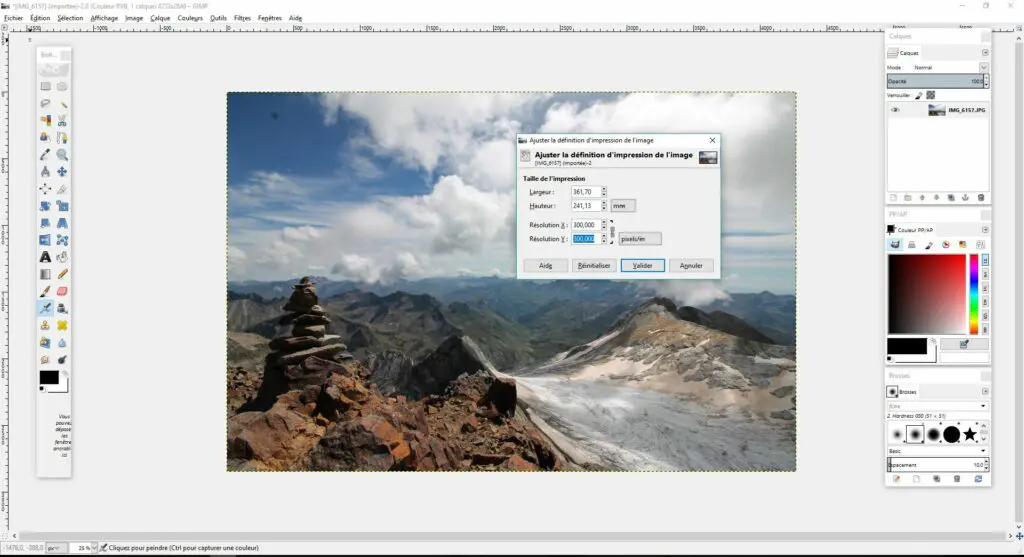 *[IMG_6157] (importée)-2.0 (Couleur RVB, 1 calque) 4272x2848 – GIMP
Fichier Édition Sélection Affichage Image Calque Couleurs Outils Filtres Fenêtres Aide
Calques
Calques
Mode : Normal
Opacité 100,0
Verrouiller :
IMG_6157.JPG
Ajuster la définition d'impression de l'image
Ajuster la définition d'impression de l'image
[IMG_6157] (importée)-2
Taille de l'impression
Largeur : 361,70
Hauteur : 241,13 mm
Résolution X : 300,000
Résolution Y : 300,000 pixels/in
Aide Réinitialiser Valider Annuler
PP/AP
Couleur PP/AP
Brosses
Brosses
filtre
2. Hardness 050 (51 × 51)
Basic
Espacement 10,0
Vous
pouvez
déposer
les
fenêtres
ancrables
ici
px 25 % Cliquez pour peindre (Ctrl pour capturer une couleur)